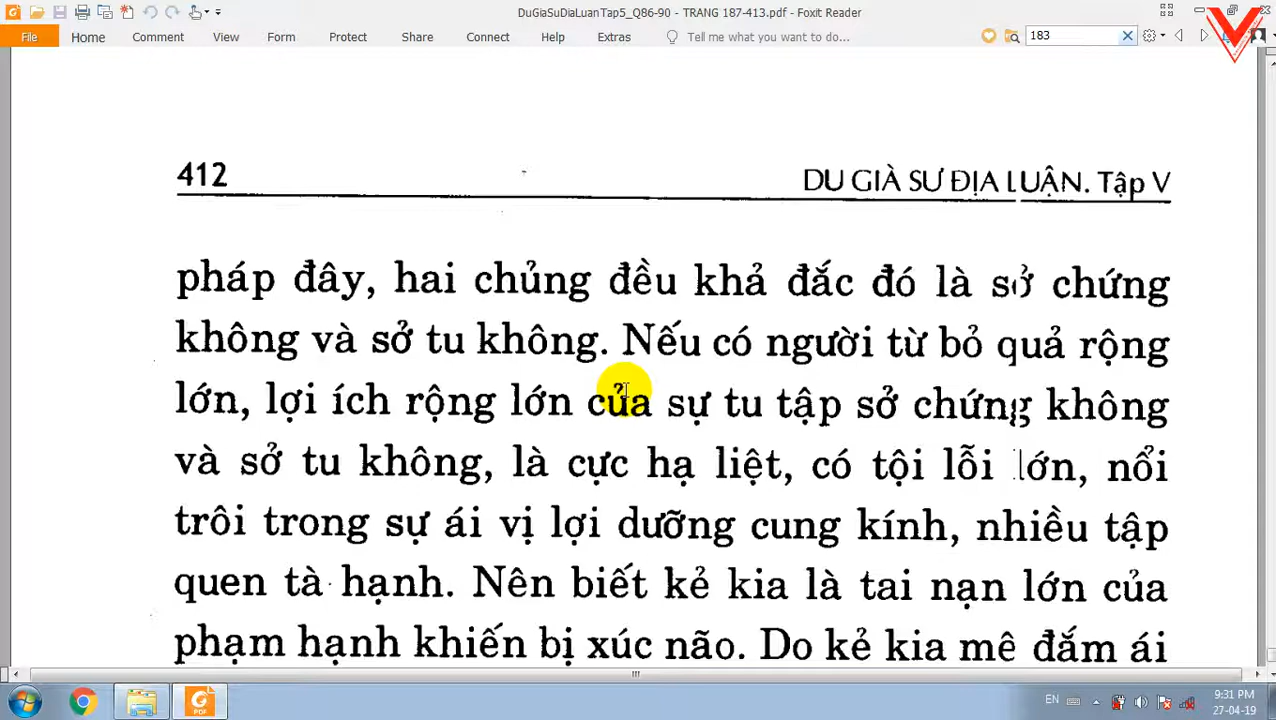 DuGiaSuDiaLuanTap5_Q86-90 - TRANG 187-413.pdf - Foxit Reader
File Home Comment View Form Protect Share Connect Help Extras Tell me what you want to do... 183
412 DU GIÀ SƯ ĐỊA LUẬN. Tập V
pháp đây, hai chủng đều khả đắc đó là sở chứng
không và sở tu không. Nếu có người từ bỏ quả rộng
lớn, lợi ích rộng lớn của sự tu tập sở chứng không
và sở tu không, là cực hạ liệt, có tội lỗi lớn, nổi
trôi trong sự ái vị lợi dưỡng cung kính, nhiều tập
quen tà hạnh. Nên biết kẻ kia là tai nạn lớn của
phạm hạnh khiến bị xúc não. Do kẻ kia mê đắm ái
PDF
EN 9:31 PM
27-04-19